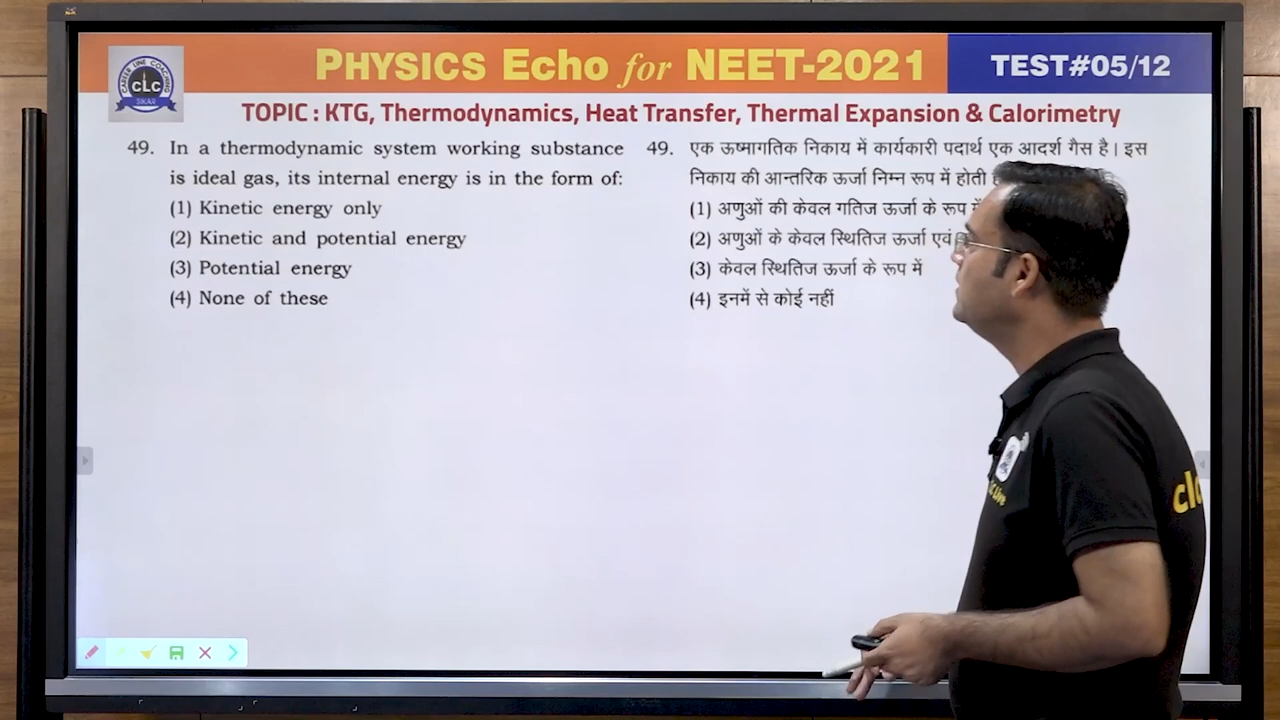 PHYSICS Echo for NEET-2021
TEST#05/12
CLC
SIKAR
TOPIC : KTG, Thermodynamics, Heat Transfer, Thermal Expansion & Calorimetry
49. In a thermodynamic system working substance
is ideal gas, its internal energy is in the form of:
(1) Kinetic energy only
(2) Kinetic and potential energy
(3) Potential energy
(4) None of these
49. एक ऊष्मागतिक निकाय में कार्यकारी पदार्थ एक आदर्श गैस है। इस
निकाय की आन्तरिक ऊर्जा निम्न रूप में होती
(1) अणुओं की केवल गतिज ऊर्जा के रूप
(2) अणुओं के केवल स्थितिज ऊर्जा एवं
(3) केवल स्थितिज ऊर्जा के रूप में
(4) इनमें से कोई नहीं
Live